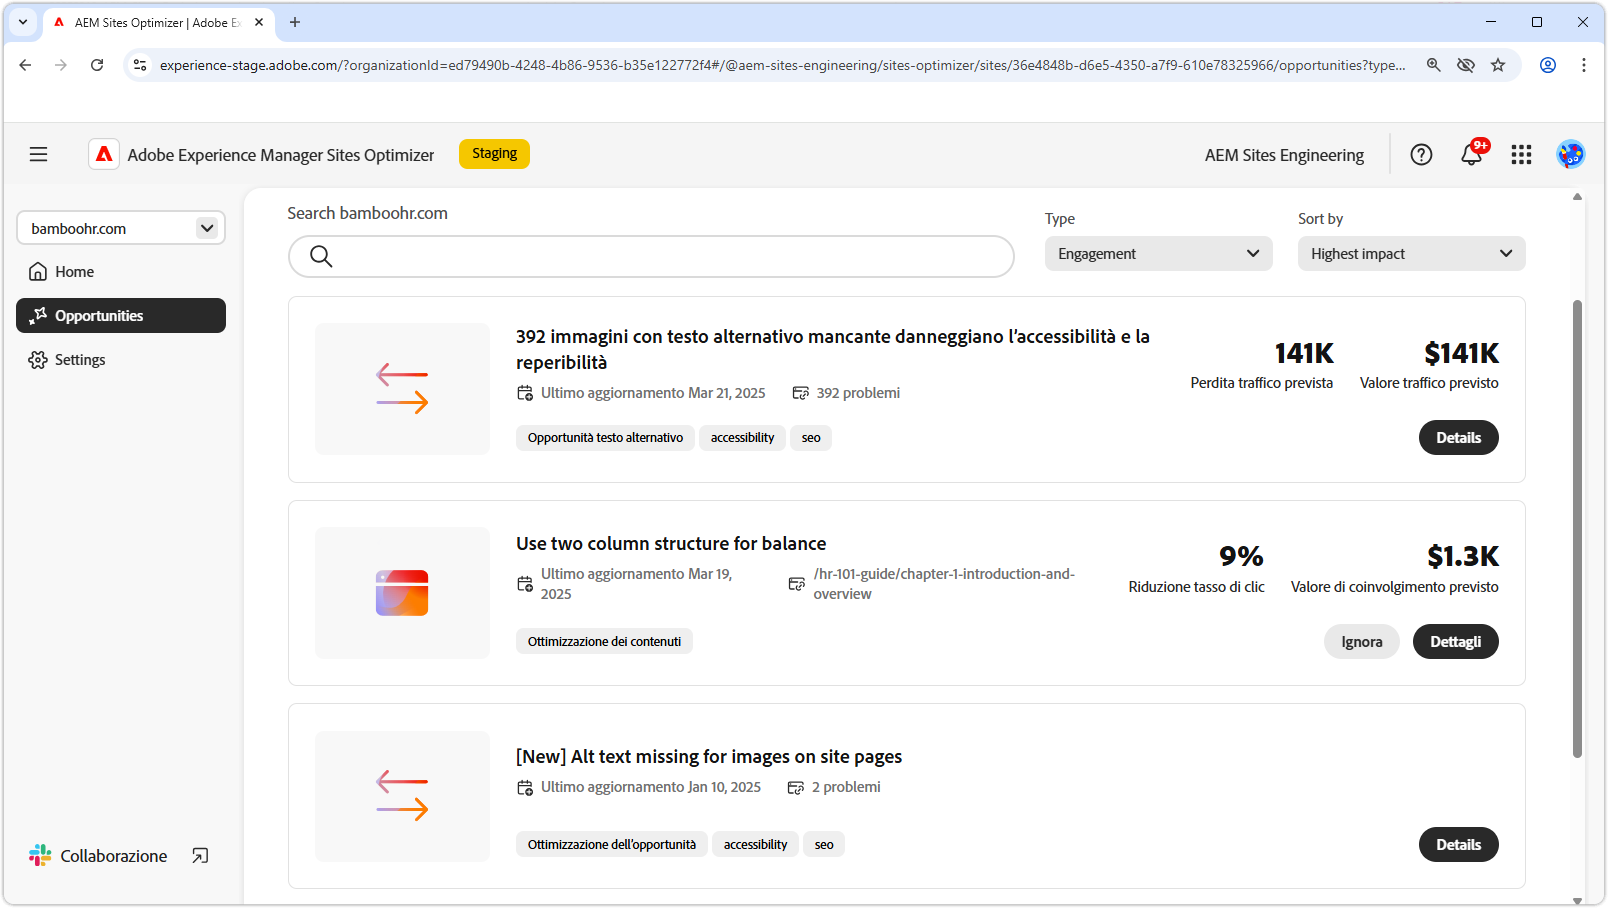 AEM Sites Optimizer | Adobe Ex
experience-stage.adobe.com/?organizationId=ed79490b-4248-4b86-9536-b35e122772f4#/@aem-sites-engineering/sites-optimizer/sites/36e4848b-d6e5-4350-a7f9-610e78325966/opportunities?type...
Adobe Experience Manager Sites Optimizer
Staging
AEM Sites Engineering
9+
bamboohr.com
Home
Opportunities
Settings
Collaborazione
Search bamboohr.com
Type
Engagement
Sort by
Highest impact
392 immagini con testo alternativo mancante danneggiano l’accessibilità e la
reperibilità
Ultimo aggiornamento Mar 21, 2025
392 problemi
Opportunità testo alternativo
accessibility
seo
141K
Perdita traffico prevista
$141K
Valore traffico previsto
Details
Use two column structure for balance
Ultimo aggiornamento Mar 19,
2025
/hr-101-guide/chapter-1-introduction-and-
overview
Ottimizzazione dei contenuti
9%
Riduzione tasso di clic
$1.3K
Valore di coinvolgimento previsto
Ignora
Dettagli
[New] Alt text missing for images on site pages
Ultimo aggiornamento Jan 10, 2025
2 problemi
Ottimizzazione dell’opportunità
accessibility
seo
Details